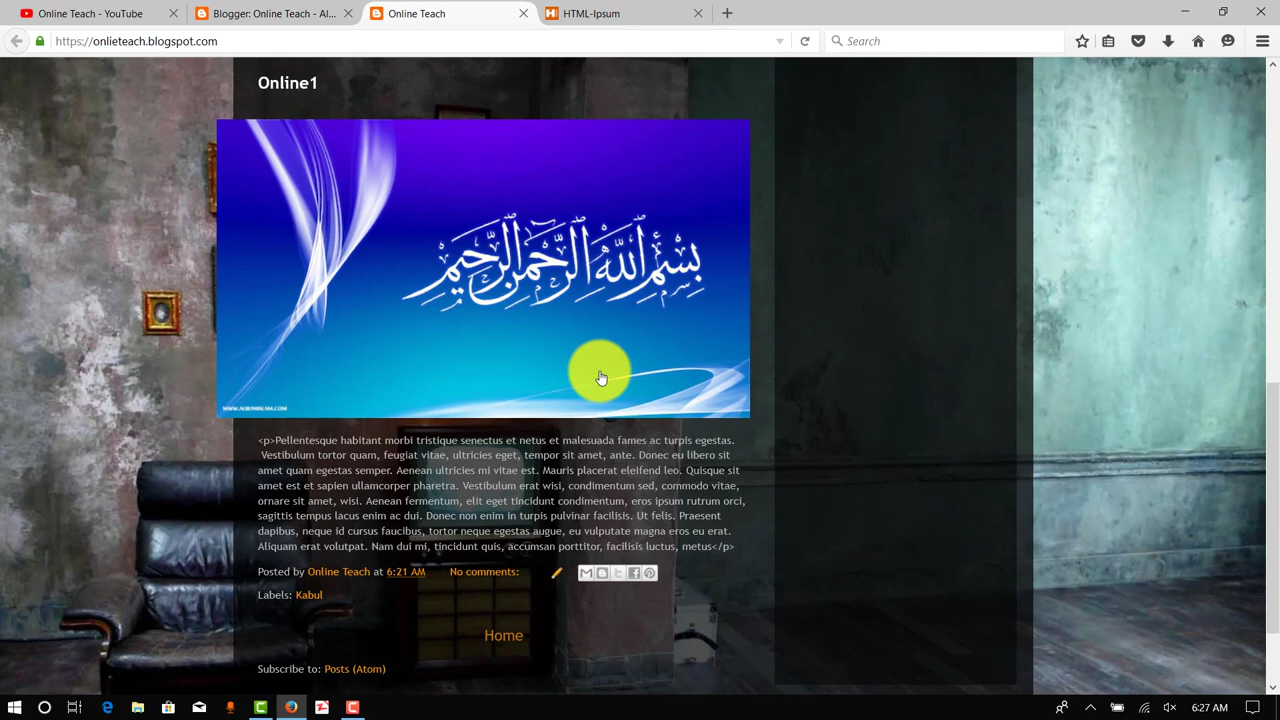 Online Teach - YouTube
Blogger: Online Teach - Al...
Online Teach
HTML-Ipsum
https://onlieteach.blogspot.com
Search
Online1
بسم الله الرحمن الرحيم
WWW.ALBUMISLAM.COM
<p>Pellentesque habitant morbi tristique senectus et netus et malesuada fames ac turpis egestas.
Vestibulum tortor quam, feugiat vitae, ultricies eget, tempor sit amet, ante. Donec eu libero sit
amet quam egestas semper. Aenean ultricies mi vitae est. Mauris placerat eleifend leo. Quisque sit
amet est et sapien ullamcorper pharetra. Vestibulum erat wisi, condimentum sed, commodo vitae,
ornare sit amet, wisi. Aenean fermentum, elit eget tincidunt condimentum, eros ipsum rutrum orci,
sagittis tempus lacus enim ac dui. Donec non enim in turpis pulvinar facilisis. Ut felis. Praesent
dapibus, neque id cursus faucibus, tortor neque egestas augue, eu vulputate magna eros eu erat.
Aliquam erat volutpat. Nam dui mi, tincidunt quis, accumsan porttitor, facilisis luctus, metus</p>
Posted by Online Teach at 6:21 AM No comments:
Labels: Kabul
Home
Subscribe to: Posts (Atom)
6:27 AM